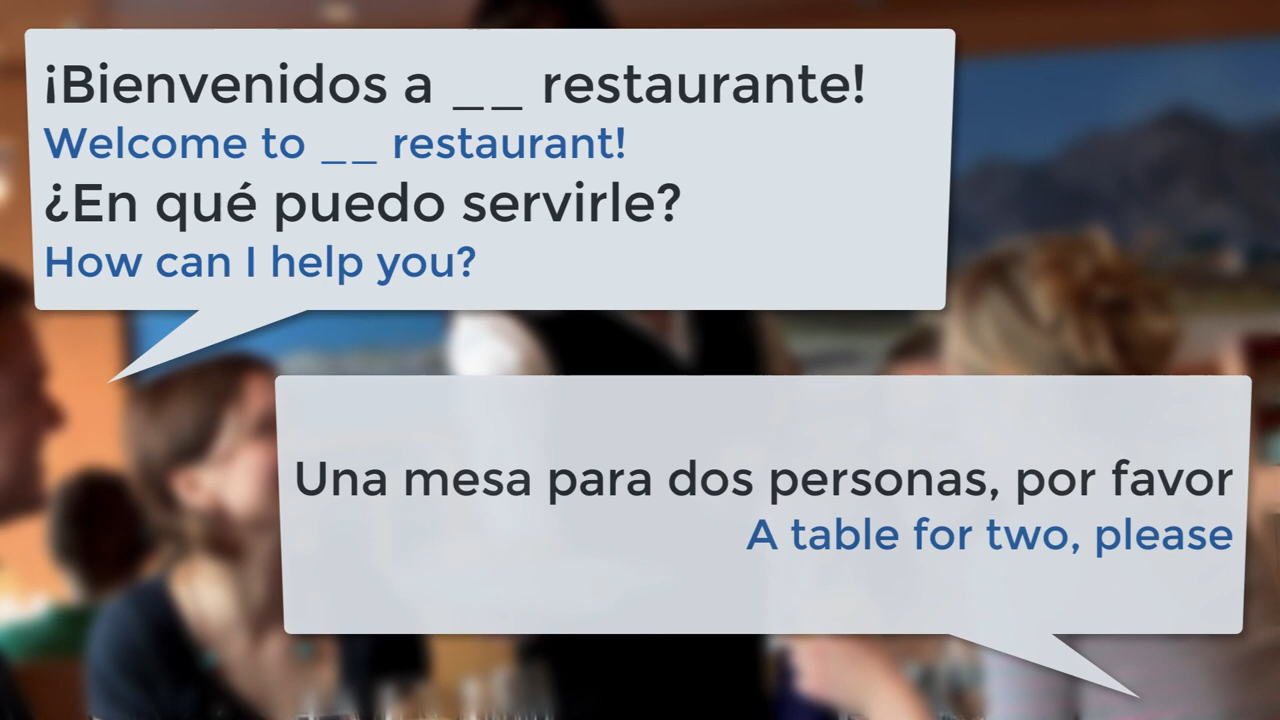 ¡Bienvenidos a __ restaurante!
Welcome to __ restaurant!
¿En qué puedo servirle?
How can I help you?
Una mesa para dos personas, por favor
A table for two, please